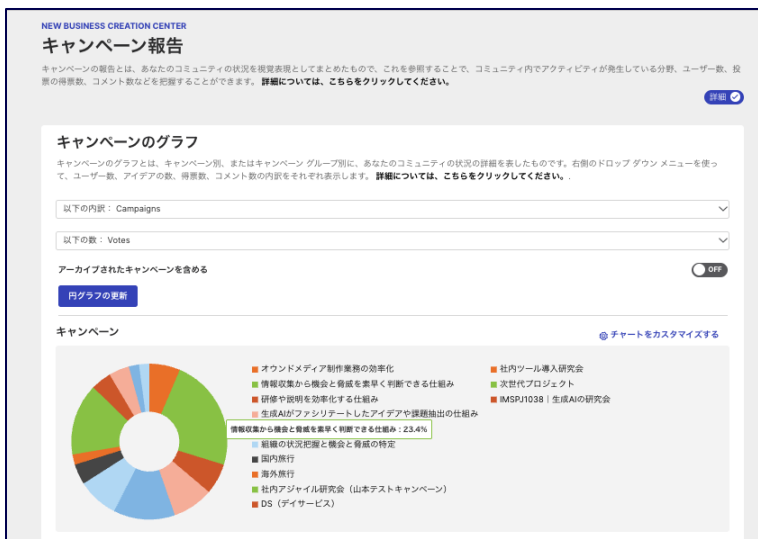 NEW BUSINESS CREATION CENTER
キャンペーン報告
キャンペーンの報告とは、あなたのコミュニティの状況を視覚表現としてまとめたもので、これを参照することで、コミュニティ内でアクティビティが発生している分野、ユーザー数、投
票の得票数、コメント数などを把握することができます。 詳細については、こちらをクリックしてください。
詳細
キャンペーンのグラフ
キャンペーンのグラフとは、キャンペーン別、またはキャンペーン グループ別に、あなたのコミュニティの状況の詳細を表したものです。右側のドロップ ダウン メニューを使っ
て、ユーザー数、アイデアの数、得票数、コメント数の内訳をそれぞれ表示します。 詳細については、こちらをクリックしてください。.
以下の内訳： Campaigns
以下の数： Votes
アーカイブされたキャンペーンを含める
OFF
円グラフの更新
キャンペーン
チャートをカスタマイズする
オウンドメディア制作業務の効率化
情報収集から機会と脅威を素早く判断できる仕組み
研修や説明を効率化する仕組み
生成AIがファシリテートしたアイデアや課題抽出の仕組み
情報収集から機会と脅威を素早く判断できる仕組み : 23.4%
組織の状況把握と機会と脅威の特定
国内旅行
海外旅行
社内アジャイル研究会（山本テストキャンペーン）
DS（デイサービス）
社内ツール導入研究会
次世代プロジェクト
IMSPJ1038｜生成AIの研究会